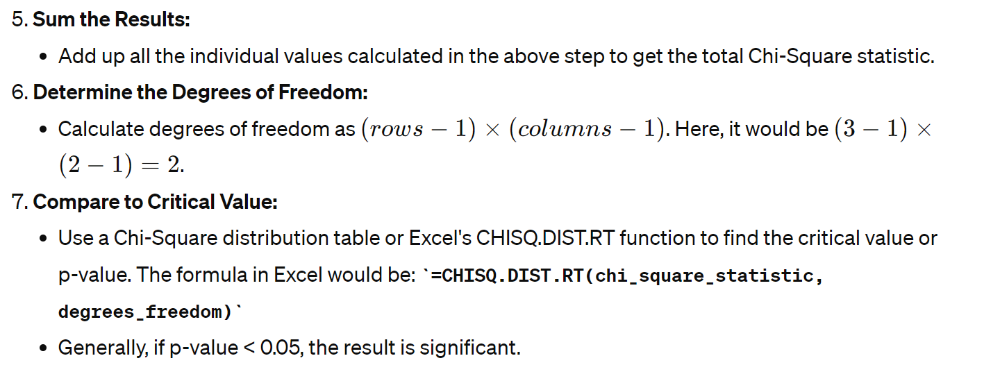 5. Sum the Results:
• Add up all the individual values calculated in the above step to get the total Chi-Square statistic.
6. Determine the Degrees of Freedom:
• Calculate degrees of freedom as (rows − 1) × (columns − 1). Here, it would be (3 − 1) ×
(2 − 1) = 2.
7. Compare to Critical Value:
• Use a Chi-Square distribution table or Excel's CHISQ.DIST.RT function to find the critical value or
p-value. The formula in Excel would be: `=CHISQ.DIST.RT(chi_square_statistic,
degrees_freedom)`
• Generally, if p-value < 0.05, the result is significant.